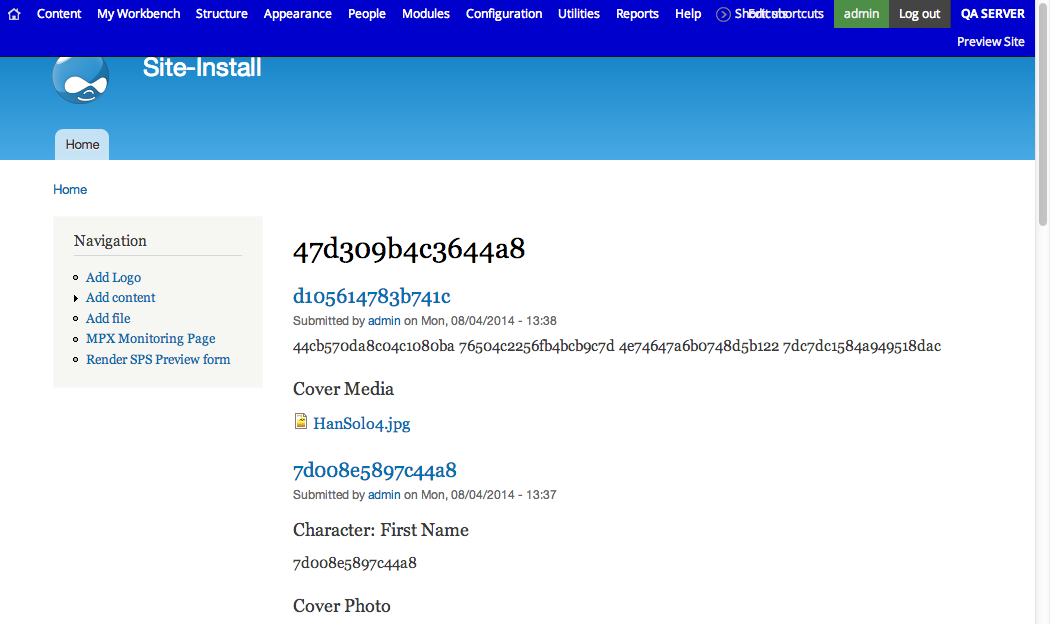 Content My Workbench Structure Appearance People Modules Configuration Utilities Reports Help Shortcuts Edit shortcuts admin Log out QA SERVER
Preview Site
Site-Install
Home
Home
Navigation
Add Logo
Add content
Add file
MPX Monitoring Page
Render SPS Preview form
47d309b4c3644a8
d105614783b741c
Submitted by admin on Mon, 08/04/2014 - 13:38
44cb570da8c04c1080ba 76504c2256fb4bcb9c7d 4e74647a6b0748d5b122 7dc7dc1584a949518dac
Cover Media
HanSolo4.jpg
7d008e5897c44a8
Submitted by admin on Mon, 08/04/2014 - 13:37
Character: First Name
7d008e5897c44a8
Cover Photo